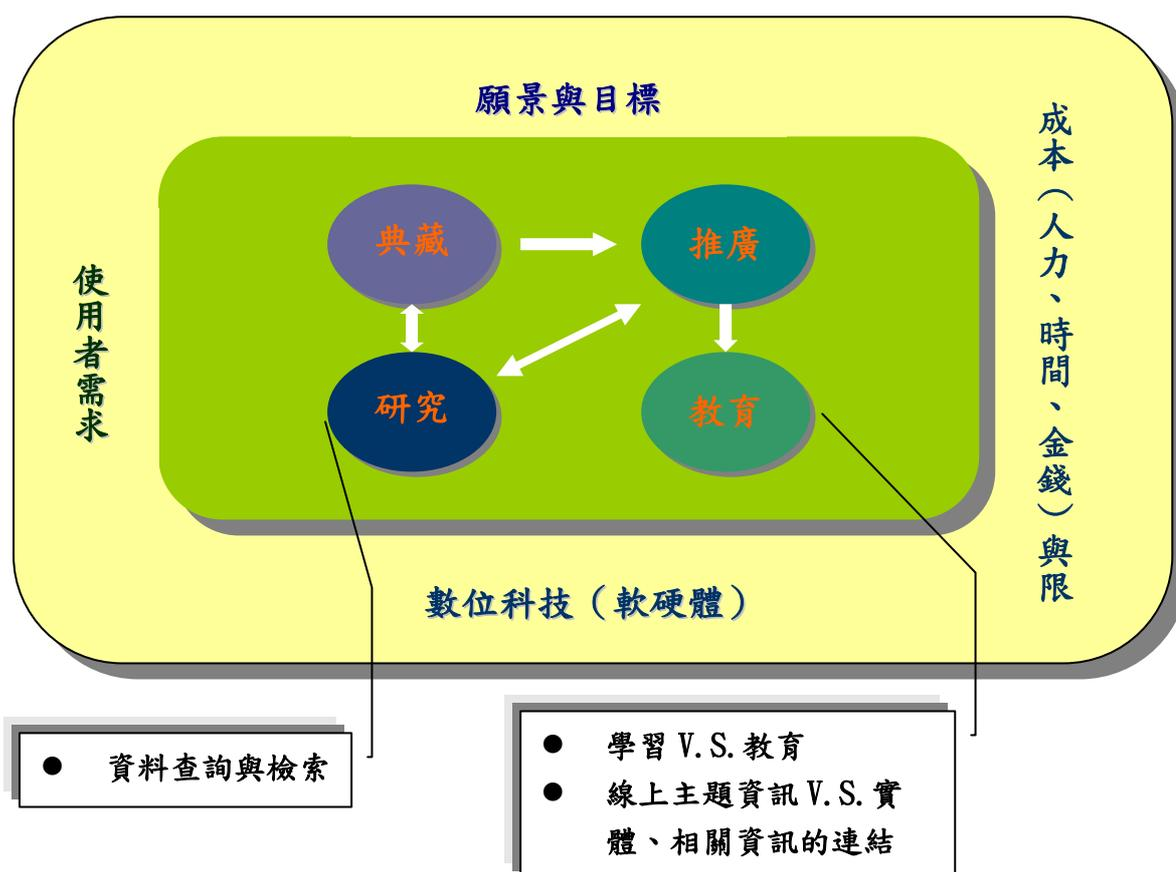 願景與目標
成本（人力、時間、金錢）與限
使用者需求
典藏
推廣
研究
教育
數位科技（軟硬體）
● 資料查詢與檢索
● 學習 V.S.教育
● 線上主題資訊 V.S.實
體、相關資訊的連結